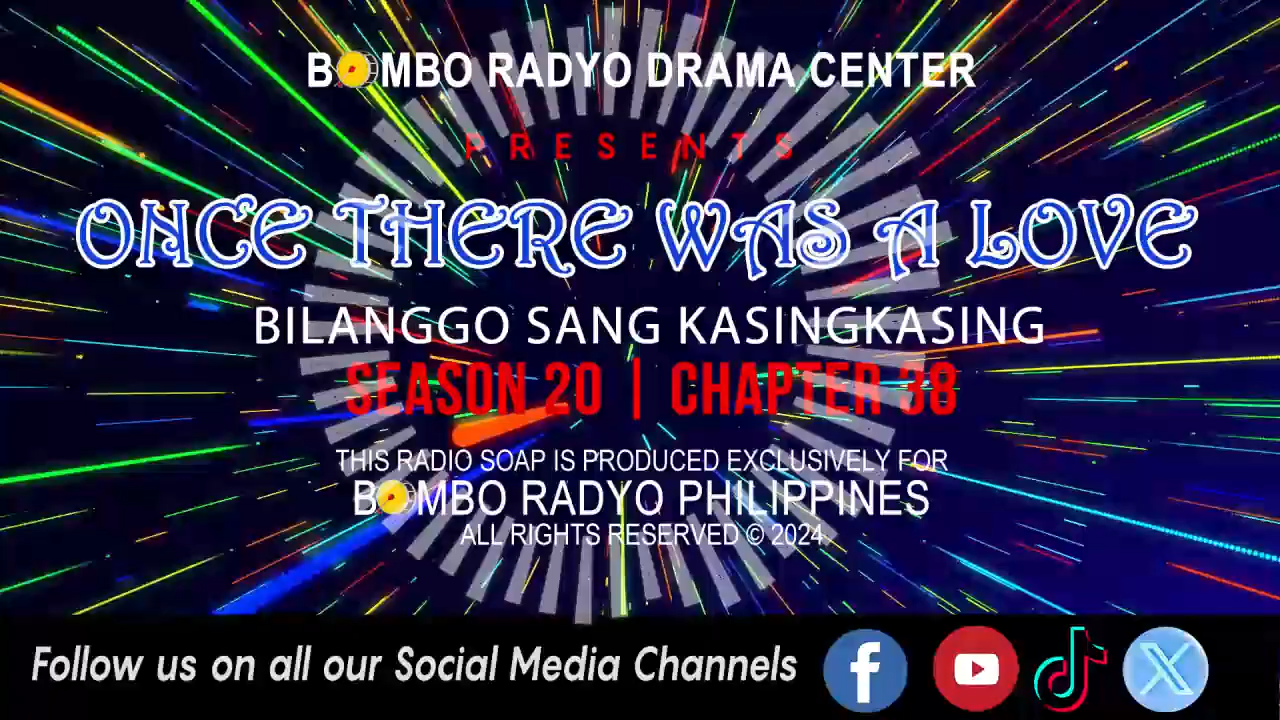 BOMBO RADYO DRAMA CENTER
PRESENTS
ONCE THERE WAS A LOVE
BILANGGO SANG KASINGKASING
SEASON 20 | CHAPTER 38
THIS RADIO SOAP IS PRODUCED EXCLUSIVELY FOR
BOMBO RADYO PHILIPPINES
ALL RIGHTS RESERVED © 2024
Follow us on all our Social Media Channels